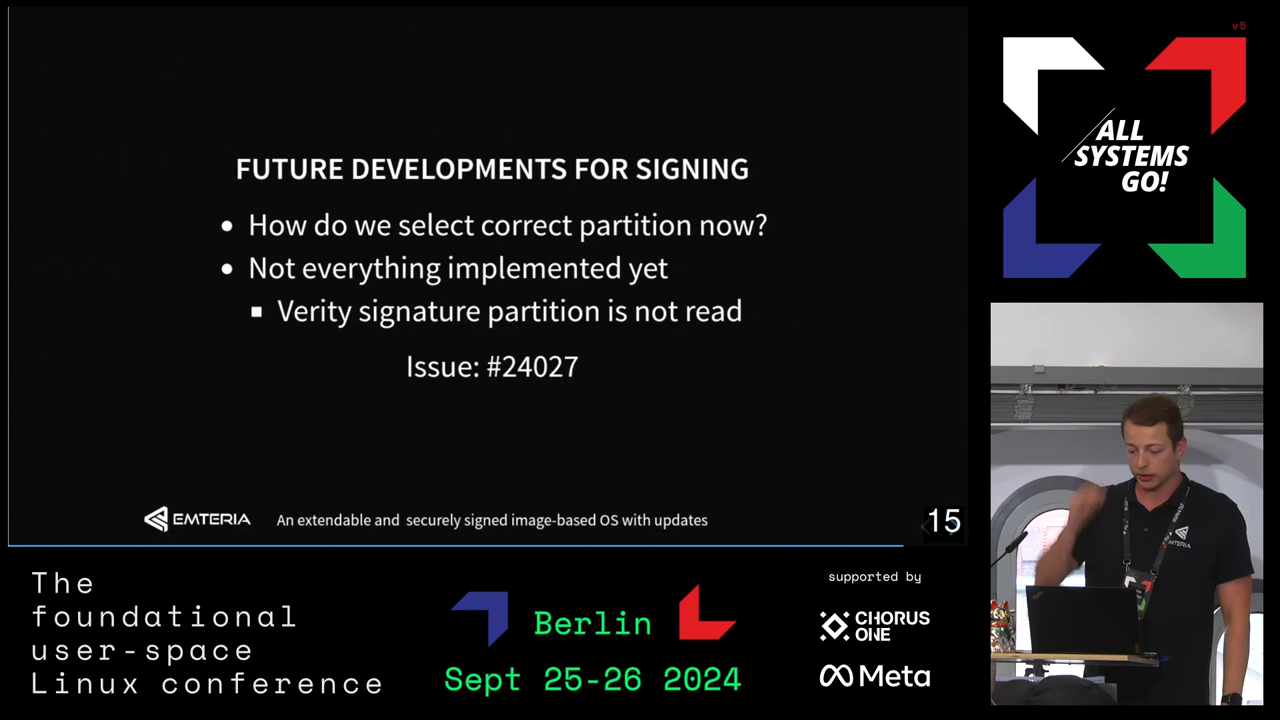 FUTURE DEVELOPMENTS FOR SIGNING
How do we select correct partition now?
Not everything implemented yet
Verity signature partition is not read
Issue: #24027
EMTERIA
An extendable and securely signed image-based OS with updates
15
v5
ALL
SYSTEMS
GO!
EMTERIA
The
foundational
user-space
Linux conference
Berlin
Sept 25-26 2024
supported by
CHORUS
ONE
Meta